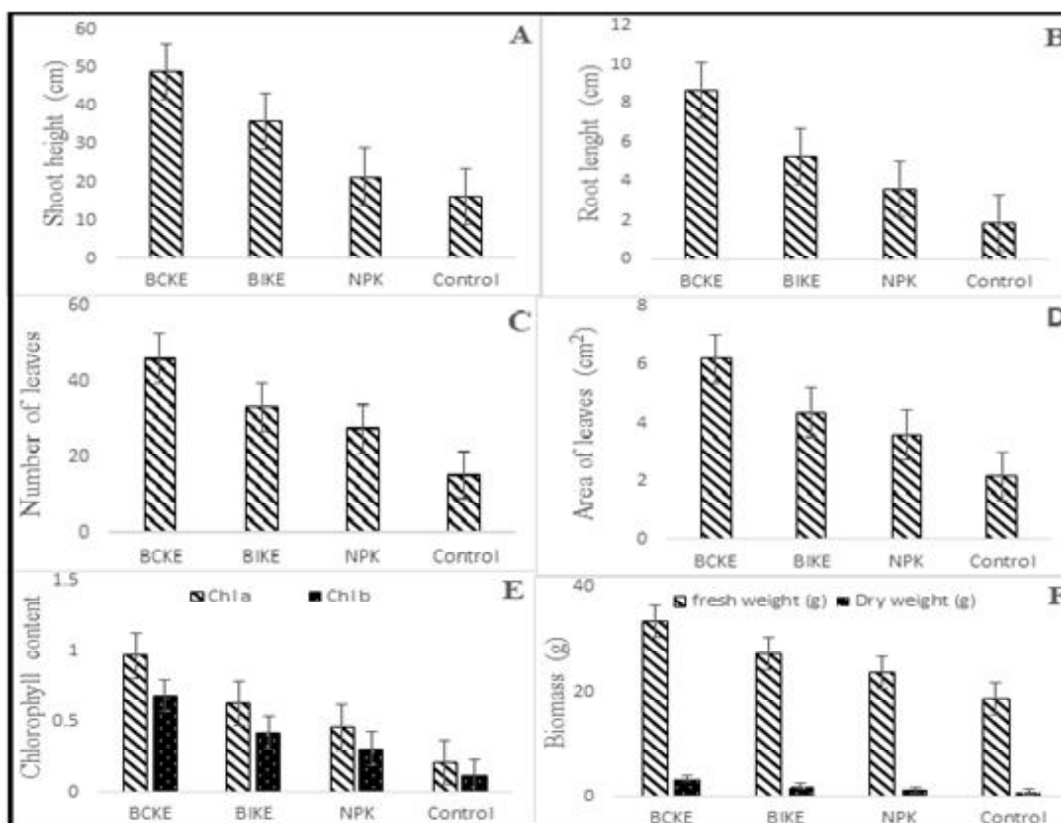 A
Shoot height (cm)
60
50
40
30
20
10
0
BCKE BIKE NPK Control
B
Root lenght (cm)
12
10
8
6
4
2
0
BCKE BIKE NPK Control
C
Number of leaves
60
40
20
0
BCKE BIKE NPK Control
D
Area of leaves (cm²)
8
6
4
2
0
BCKE BIKE NPK Control
E
Chlorophyll content
Chl a Chl b
1.5
1
0.5
0
BCKE BIKE NPK Control
F
Biomass (g)
fresh weight (g) Dry weight (g)
40
20
0
BCKE BIKE NPK Control